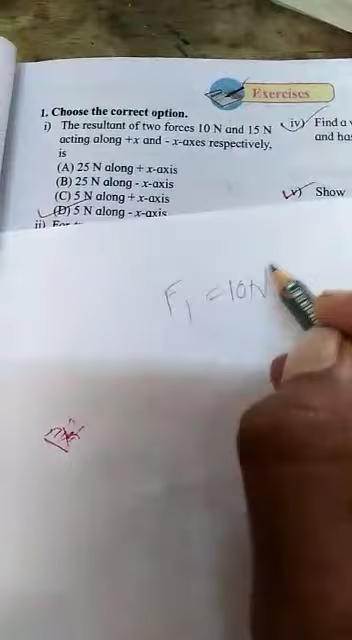 Exercises
1. Choose the correct option.
i) The resultant of two forces 10 N and 15 N
acting along +x and - x-axes respectively,
is
(A) 25 N along + x-axis
(B) 25 N along - x-axis
(C) 5 N along + x-axis
(D) 5 N along - x-axis
ii) For
iv) Find a
and ha
v) Show
F₁ = 10N